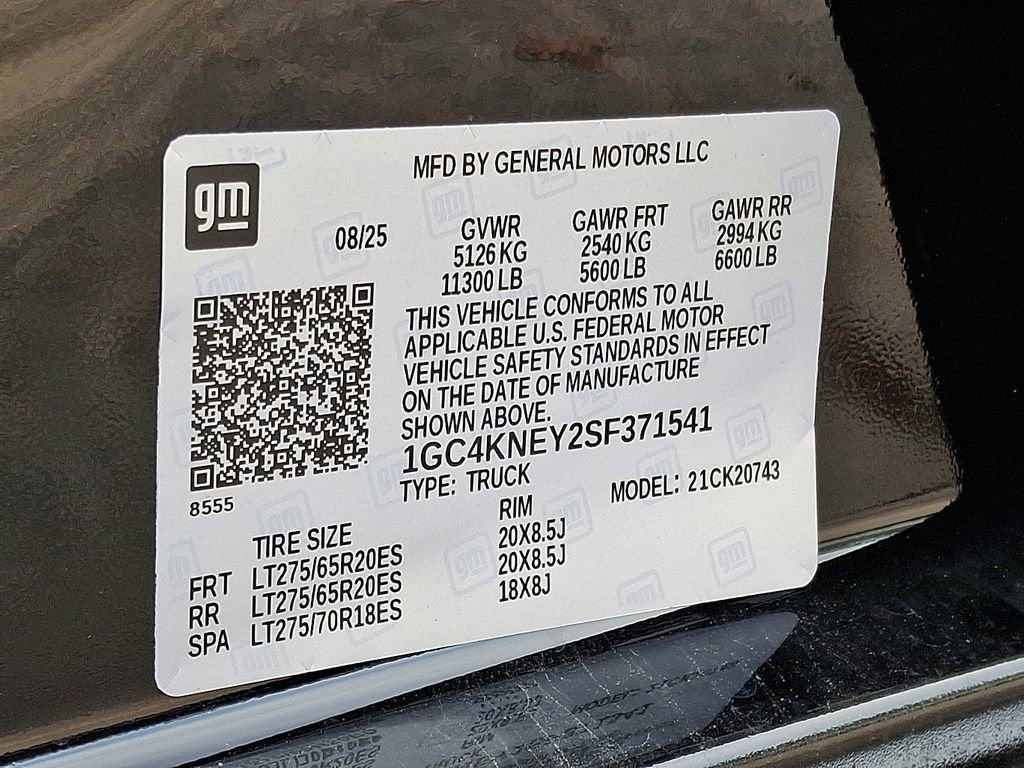 gm
MFD BY GENERAL MOTORS LLC
08/25
GVWR
5126 KG
11300 LB
GAWR FRT
2540 KG
5600 LB
GAWR RR
2994 KG
6600 LB
THIS VEHICLE CONFORMS TO ALL
APPLICABLE U.S. FEDERAL MOTOR
VEHICLE SAFETY STANDARDS IN EFFECT
ON THE DATE OF MANUFACTURE
SHOWN ABOVE.
1GC4KNEY2SF371541
TYPE: TRUCK
MODEL: 21CK20743
8555
TIRE SIZE RIM
FRT LT275/65R20ES 20X8.5J
RR LT275/65R20ES 20X8.5J
SPA LT275/70R18ES 18X8J